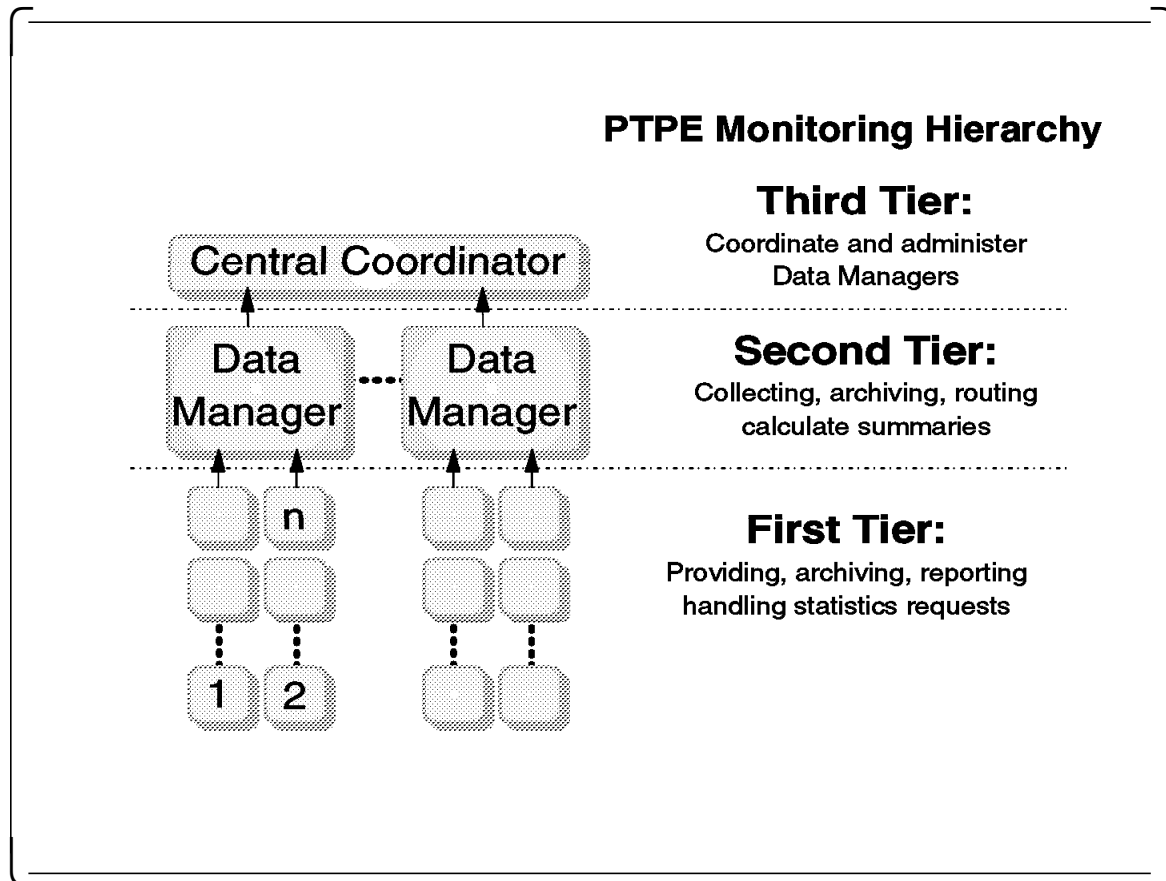 PTPE Monitoring Hierarchy
Third Tier:
Coordinate and administer
Data Managers
Central Coordinator
Second Tier:
Collecting, archiving, routing
calculate summaries
Data
Manager
Data
Manager
First Tier:
Providing, archiving, reporting
handling statistics requests
n
1
2